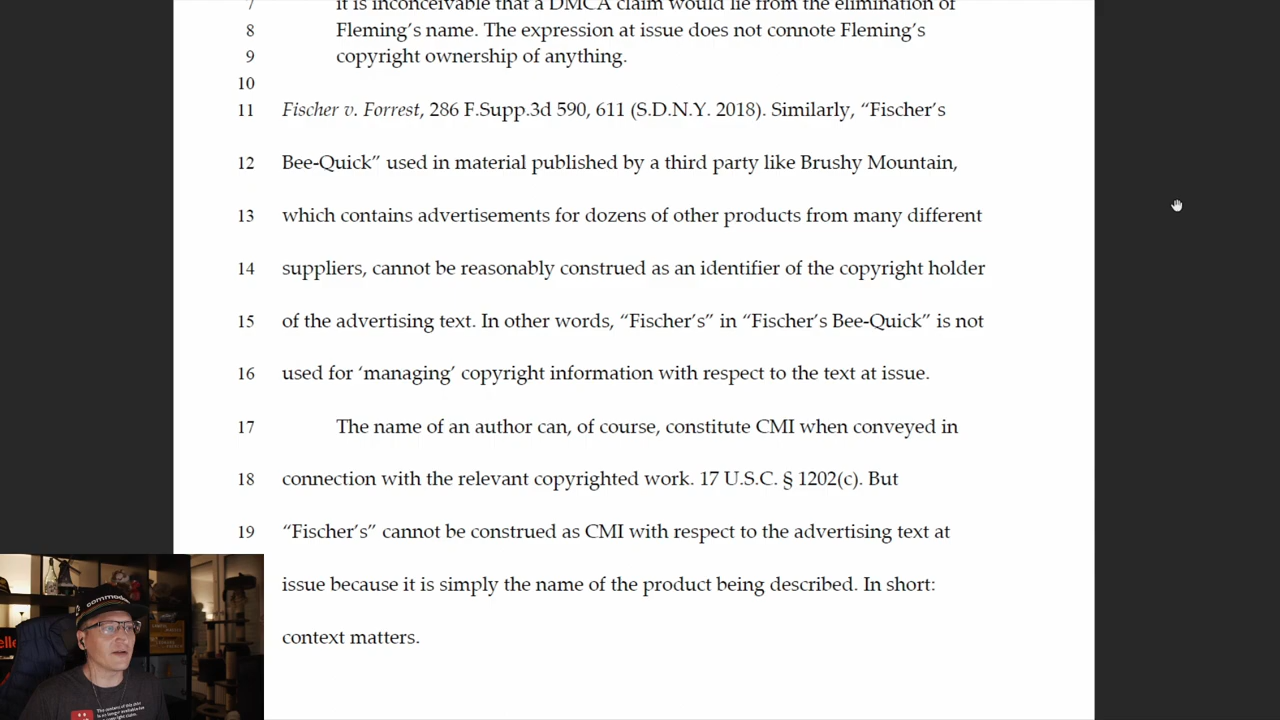 7 it is inconceivable that a DMCA claim would lie from the elimination of
8 Fleming's name. The expression at issue does not connote Fleming's
9 copyright ownership of anything.
10
11 Fischer v. Forrest, 286 F.Supp.3d 590, 611 (S.D.N.Y. 2018). Similarly, “Fischer's
12 Bee-Quick” used in material published by a third party like Brushy Mountain,
13 which contains advertisements for dozens of other products from many different
14 suppliers, cannot be reasonably construed as an identifier of the copyright holder
15 of the advertising text. In other words, “Fischer's” in “Fischer's Bee-Quick” is not
16 used for ‘managing’ copyright information with respect to the text at issue.
17 The name of an author can, of course, constitute CMI when conveyed in
18 connection with the relevant copyrighted work. 17 U.S.C. § 1202(c). But
19 “Fischer's” cannot be construed as CMI with respect to the advertising text at
issue because it is simply the name of the product being described. In short:
context matters.